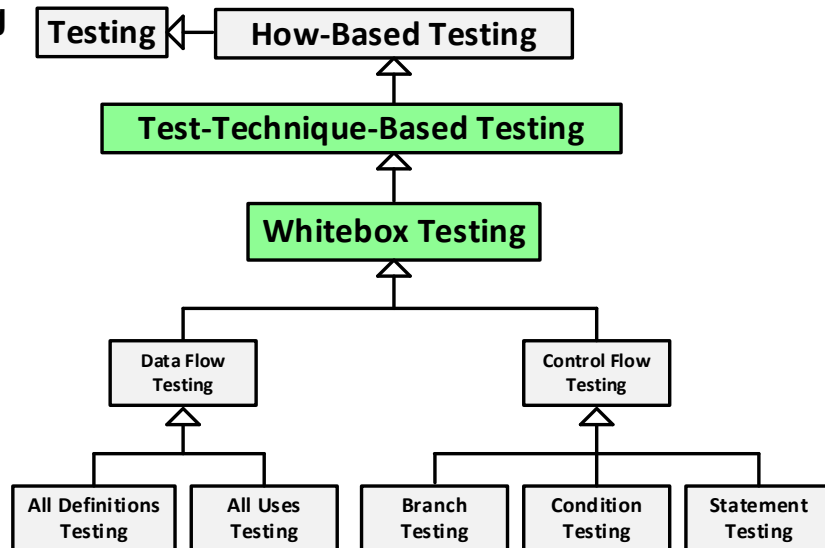 Testing
How-Based Testing
Test-Technique-Based Testing
Whitebox Testing
Data Flow
Testing
Control Flow
Testing
All Definitions
Testing
All Uses
Testing
Branch
Testing
Condition
Testing
Statement
Testing